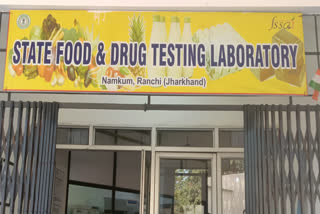 fssai
STATE FOOD & DRUG TESTING LABORATORY
Namkum, Ranchi (Jharkhand)